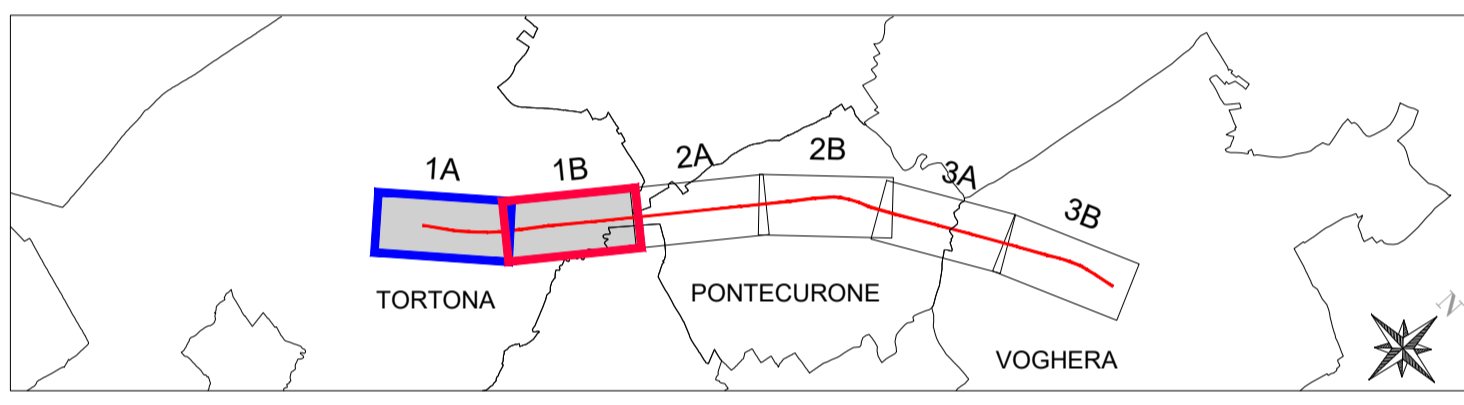 1A
1B
2A
2B
3A
3B
TORTONA
PONTECURONE
VOGHERA
N